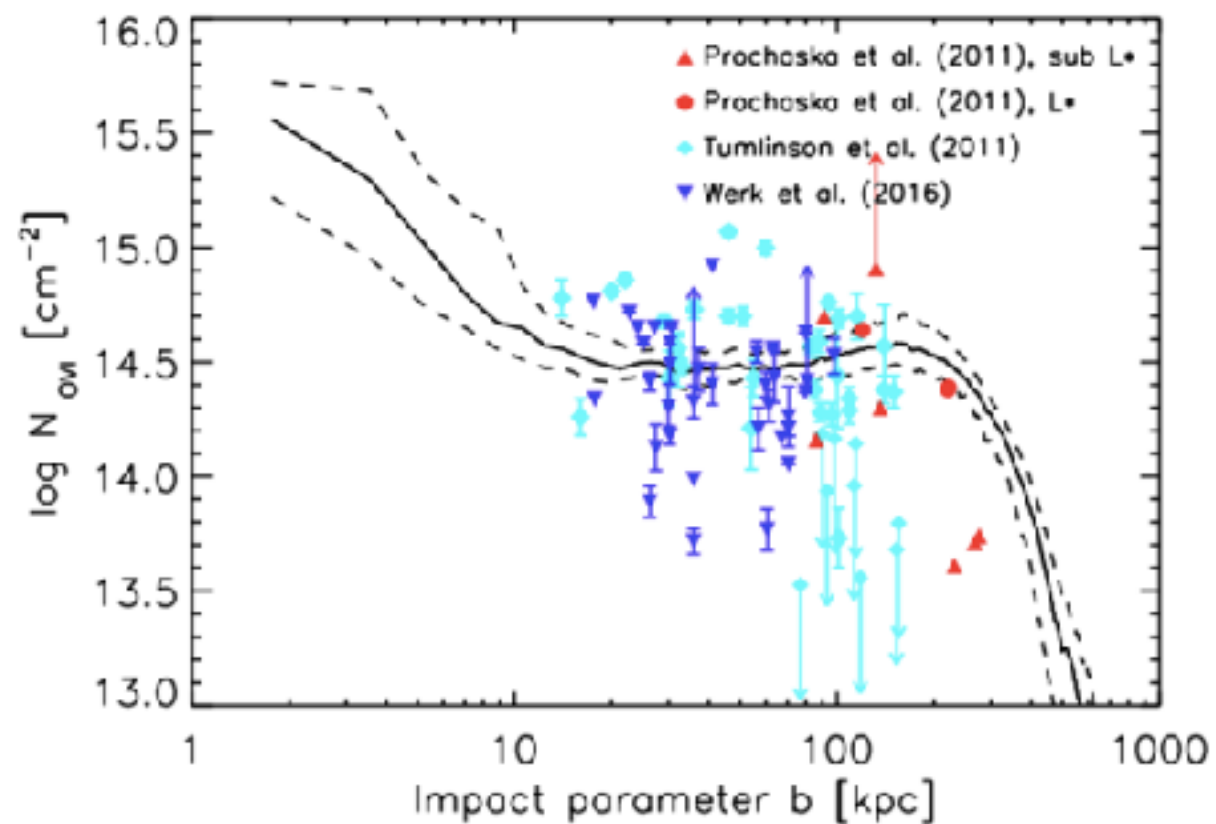 16.0
15.5
15.0
14.5
14.0
13.5
13.0
log N OVI [cm⁻²]
Prochaska et al. (2011), sub L*
Prochaska et al. (2011), L*
Tumlinson et al. (2011)
Werk et al. (2016)
1 10 100 1000
Impact parameter b [kpc]